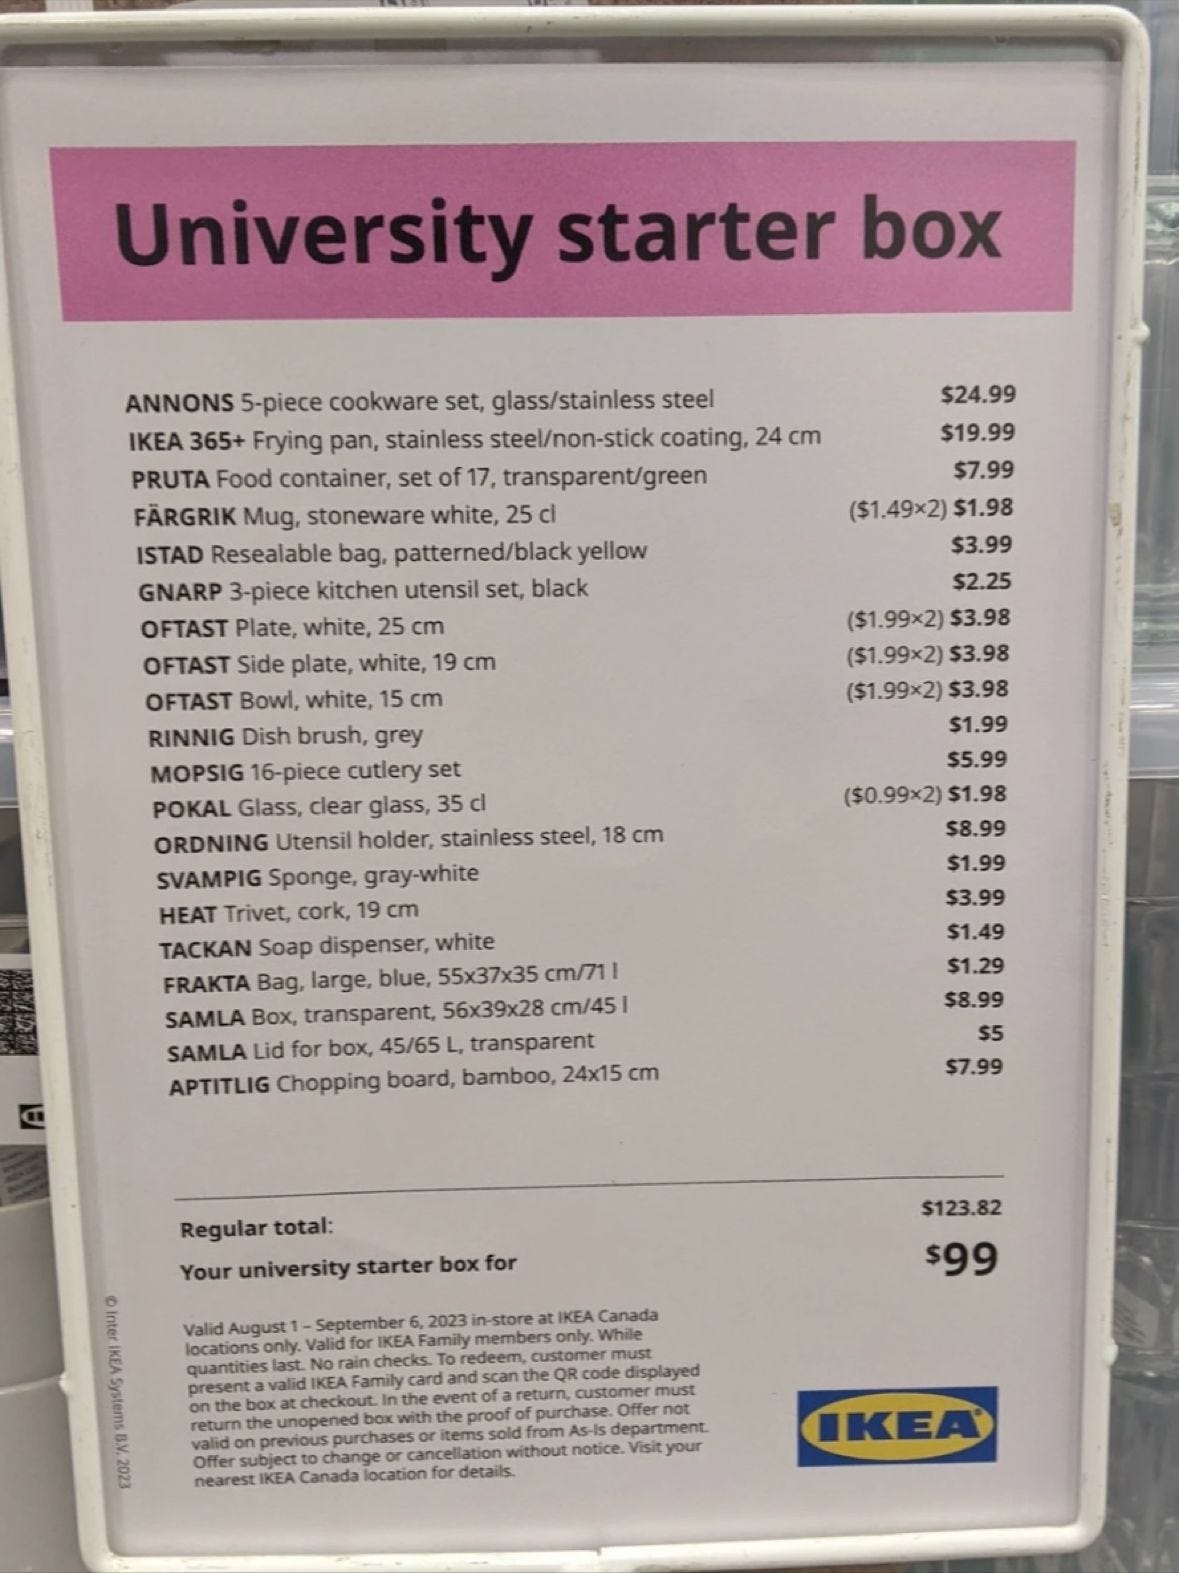 University starter box
ANNONS 5-piece cookware set, glass/stainless steel $24.99
IKEA 365+ Frying pan, stainless steel/non-stick coating, 24 cm $19.99
PRUTA Food container, set of 17, transparent/green $7.99
FÄRGRIK Mug, stoneware white, 25 cl ($1.49×2) $1.98
ISTAD Resealable bag, patterned/black yellow $3.99
GNARP 3-piece kitchen utensil set, black $2.25
OFTAST Plate, white, 25 cm ($1.99×2) $3.98
OFTAST Side plate, white, 19 cm ($1.99×2) $3.98
OFTAST Bowl, white, 15 cm ($1.99×2) $3.98
RINNIG Dish brush, grey $1.99
MOPSIG 16-piece cutlery set $5.99
POKAL Glass, clear glass, 35 cl ($0.99×2) $1.98
ORDNING Utensil holder, stainless steel, 18 cm $8.99
SVAMPIG Sponge, gray-white $1.99
HEAT Trivet, cork, 19 cm $3.99
TACKAN Soap dispenser, white $1.49
FRAKTA Bag, large, blue, 55x37x35 cm/71 l $1.29
SAMLA Box, transparent, 56x39x28 cm/45 l $8.99
SAMLA Lid for box, 45/65 L, transparent $5
APTITLIG Chopping board, bamboo, 24x15 cm $7.99
Regular total: $123.82
Your university starter box for $99
Valid August 1 – September 6, 2023 in-store at IKEA Canada
locations only. Valid for IKEA Family members only. While
quantities last. No rain checks. To redeem, customer must
present a valid IKEA Family card and scan the QR code displayed
on the box at checkout. In the event of a return, customer must
return the unopened box with the proof of purchase. Offer not
valid on previous purchases or items sold from As-Is department.
Offer subject to change or cancellation without notice. Visit your
nearest IKEA Canada location for details.
© Inter IKEA Systems B.V. 2023
IKEA®